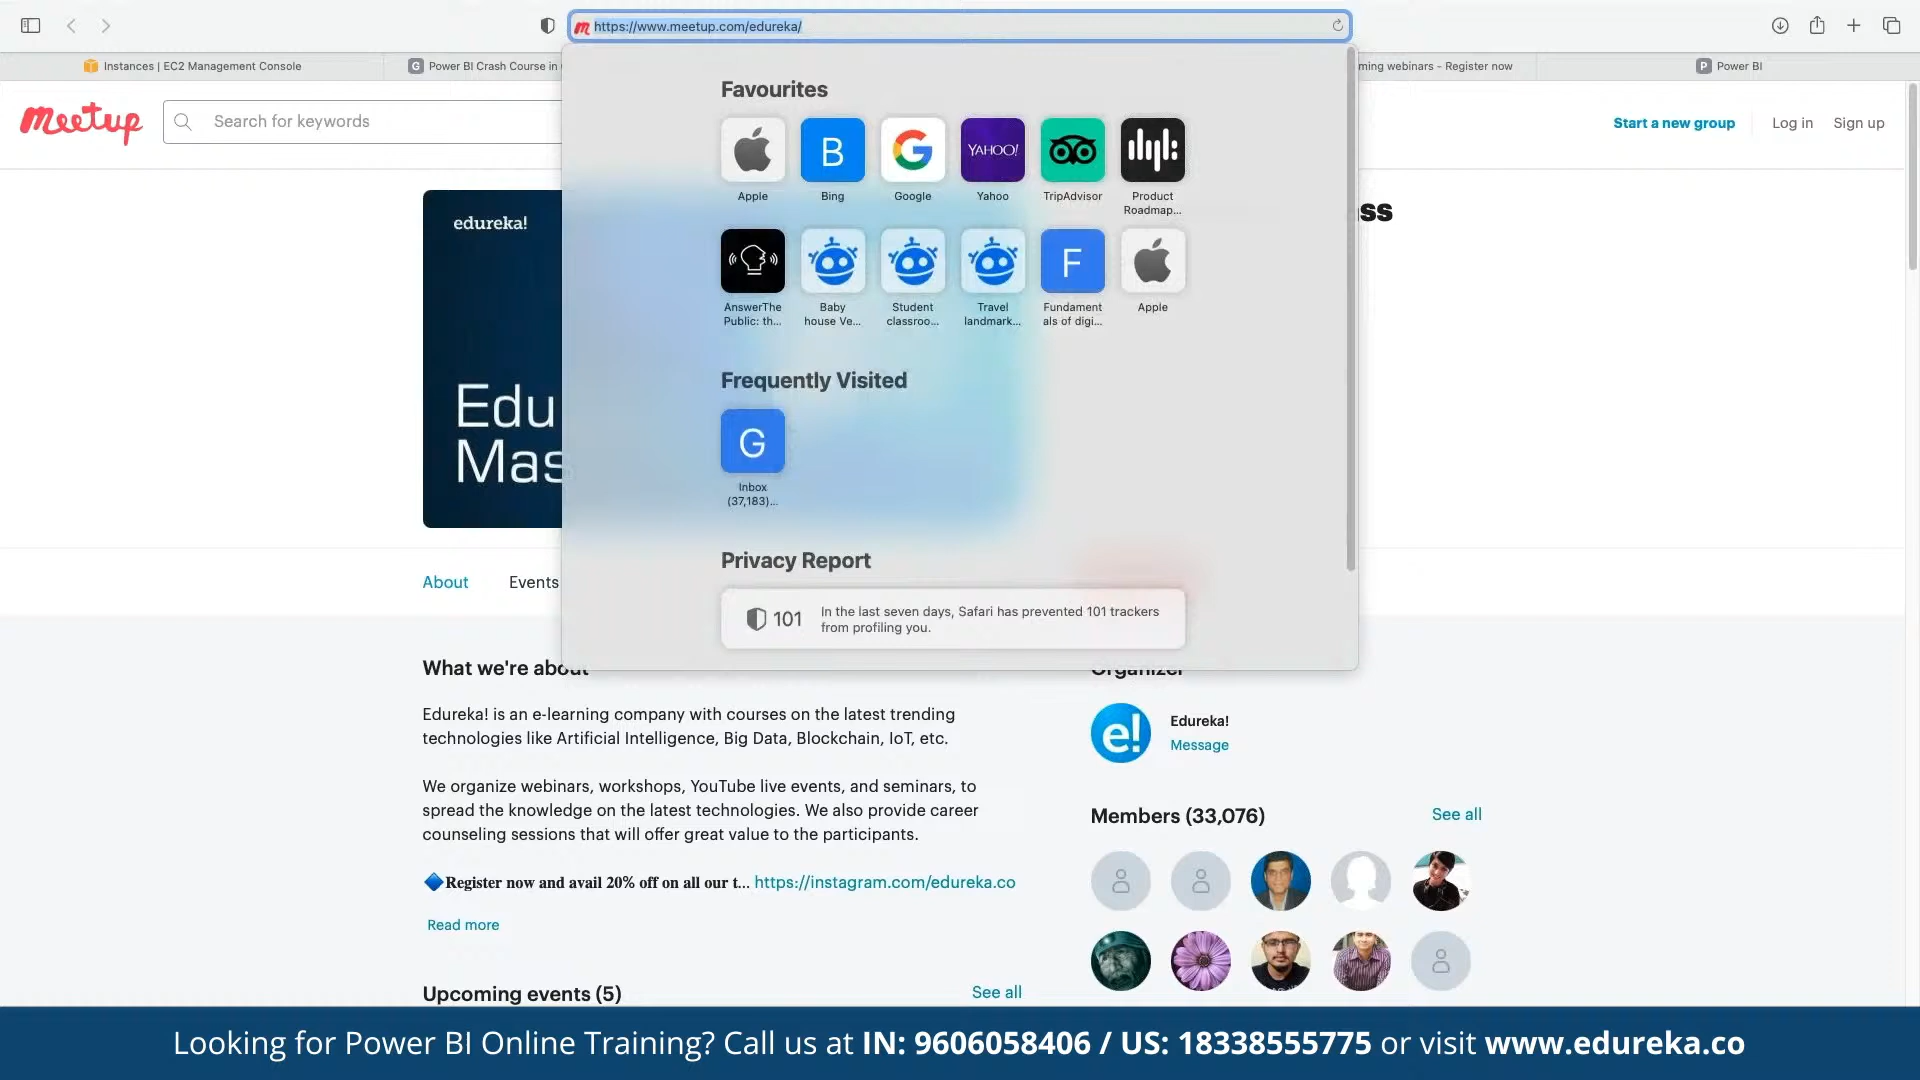 https://www.meetup.com/edureka/
Instances | EC2 Management Console
G Power BI Crash Course in
ming webinars - Register now
P Power BI
meetup
Search for keywords
Start a new group
Log in
Sign up
Favourites
B
YAHOO!
Apple
Bing
Google
Yahoo
TripAdvisor
Product
Roadmap...
F
AnswerThe
Public: th...
Baby
house Ve...
Student
classroo...
Travel
landmark...
Fundament
als of digi...
Apple
Frequently Visited
G
Inbox
(37,183)...
Privacy Report
101
In the last seven days, Safari has prevented 101 trackers
from profiling you.
edureka!
Edu
Mas
ss
About
Events
What we're about
Edureka! is an e-learning company with courses on the latest trending
technologies like Artificial Intelligence, Big Data, Blockchain, IoT, etc.
We organize webinars, workshops, YouTube live events, and seminars, to
spread the knowledge on the latest technologies. We also provide career
counseling sessions that will offer great value to the participants.
🔷Register now and avail 20% off on all our t... https://instagram.com/edureka.co
Read more
Upcoming events (5)
See all
Organizer
e!
Edureka!
Message
Members (33,076)
See all
Looking for Power BI Online Training? Call us at IN: 9606058406 / US: 18338555775 or visit www.edureka.co